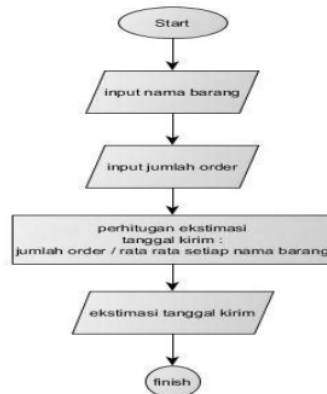 Start
input nama barang
input jumlah order
perhitugan ekstimasi
tanggal kirim :
jumlah order / rata rata setiap nama barang
ekstimasi tanggal kirim
finish